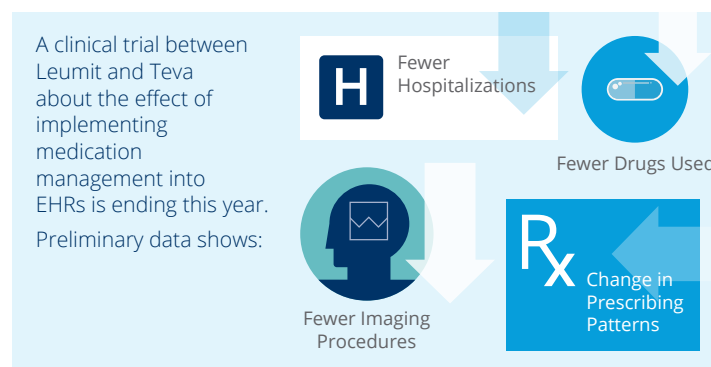 A clinical trial between
Leumit and Teva
about the effect of
implementing
medication
management into
EHRs is ending this year.
Preliminary data shows:
H
Fewer
Hospitalizations
Fewer Drugs Used
Fewer Imaging
Procedures
Rx
Change in
Prescribing
Patterns